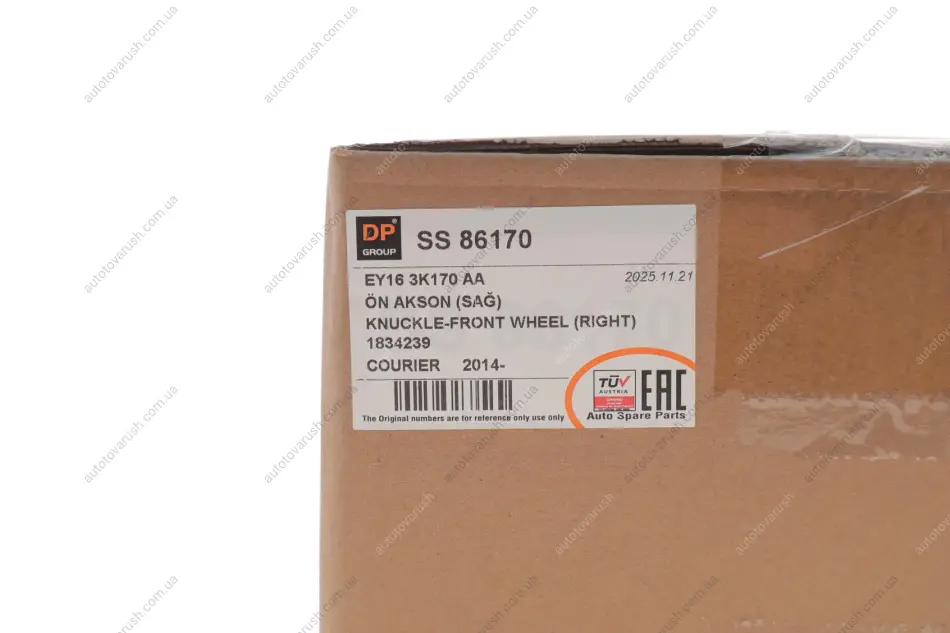 DP®
GROUP
SS 86170
EY16 3K170 AA
2025.11.21
ÖN AKSON (SAĞ)
KNUCKLE-FRONT WHEEL (RIGHT)
1834239
COURIER 2014-
TÜV
AUSTRIA
EAC
Auto Spare Parts
The Original numbers are for reference only use only
autotovarush.com.ua